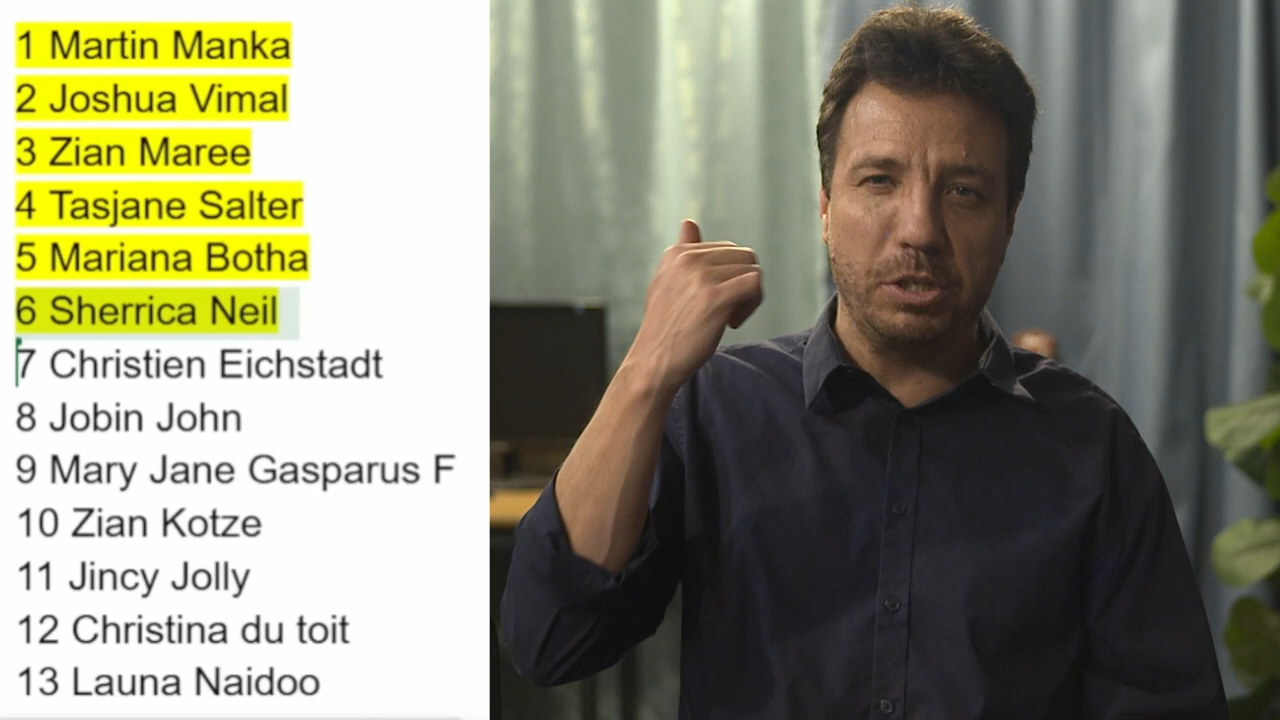 1 Martin Manka
2 Joshua Vimal
3 Zian Maree
4 Tasjane Salter
5 Mariana Botha
6 Sherrica Neil
7 Christien Eichstadt
8 Jobin John
9 Mary Jane Gasparus F
10 Zian Kotze
11 Jincy Jolly
12 Christina du toit
13 Launa Naidoo